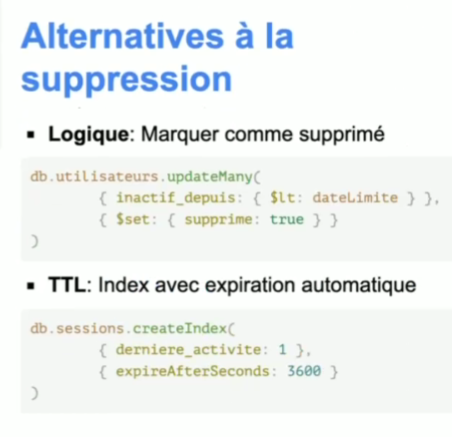 Alternatives à la
suppression
▪ Logique: Marquer comme supprimé
db.utilisateurs.updateMany(
        { inactif_depuis: { $lt: dateLimite } },
        { $set: { supprime: true } }
)
▪ TTL: Index avec expiration automatique
db.sessions.createIndex(
        { derniere_activite: 1 },
        { expireAfterSeconds: 3600 }
)